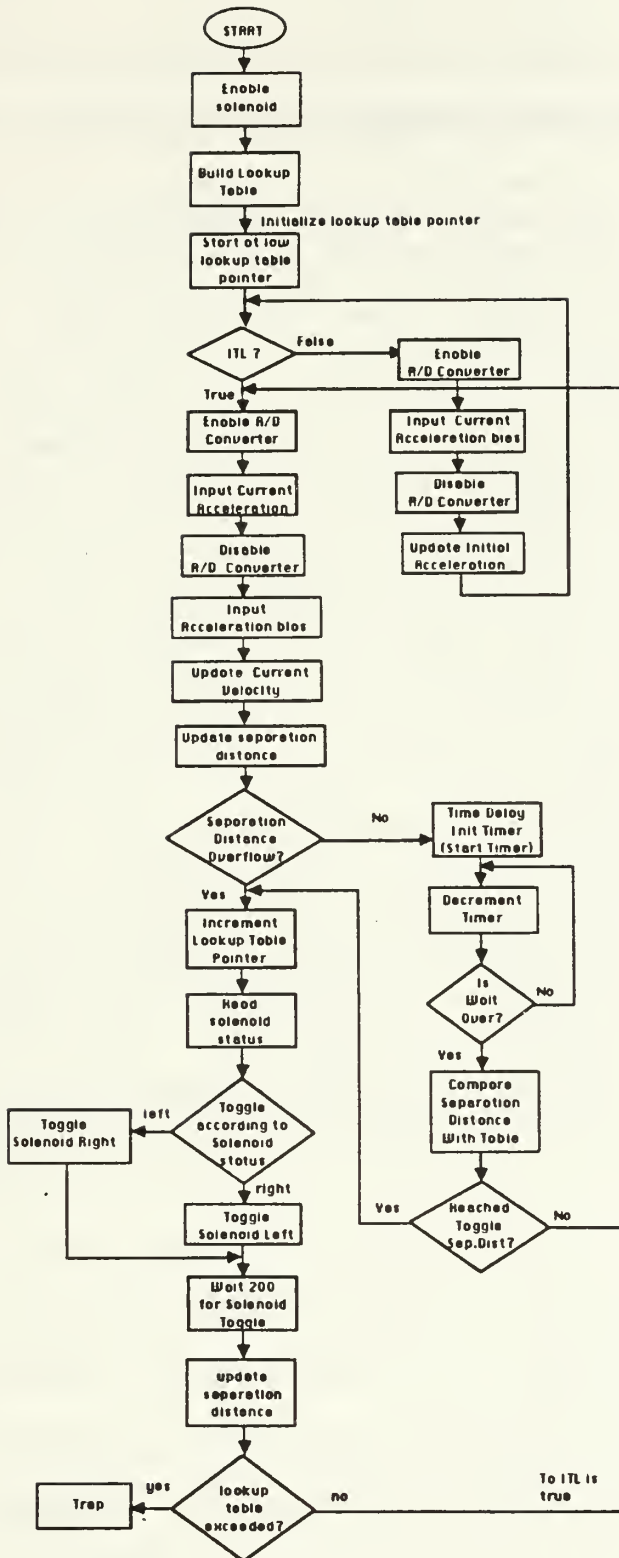 START
Enable
solenoid
Build Lookup
Table
Initialize lookup table pointer
Start of low
lookup table
pointer
ITL ?
False
True
Enable A/D
Converter
Input Current
Acceleration
Disable
A/D Converter
Input
Acceleration bias
Update Current
Velocity
Update separation
distance
Enable
A/D Converter
Input Current
Acceleration bias
Disable
A/D Converter
Update Initial
Acceleration
Separation
Distance
Overflow?
No
Yes
Time Delay
Init Timer
(Start Timer)
Decrement
Timer
Is
Wait
Over?
No
Yes
Compare
Separation
Distance
With Table
Reached
Toggle
Sep.Dist?
Yes
No
Increment
Lookup Table
Pointer
Read
solenoid
status
Toggle
according to
Solenoid
status
left
Toggle
Solenoid Right
right
Toggle
Solenoid Left
Wait 200
for Solenoid
Toggle
update
separation
distance
lookup
table
exceeded?
yes
Trap
no
To ITL is
true